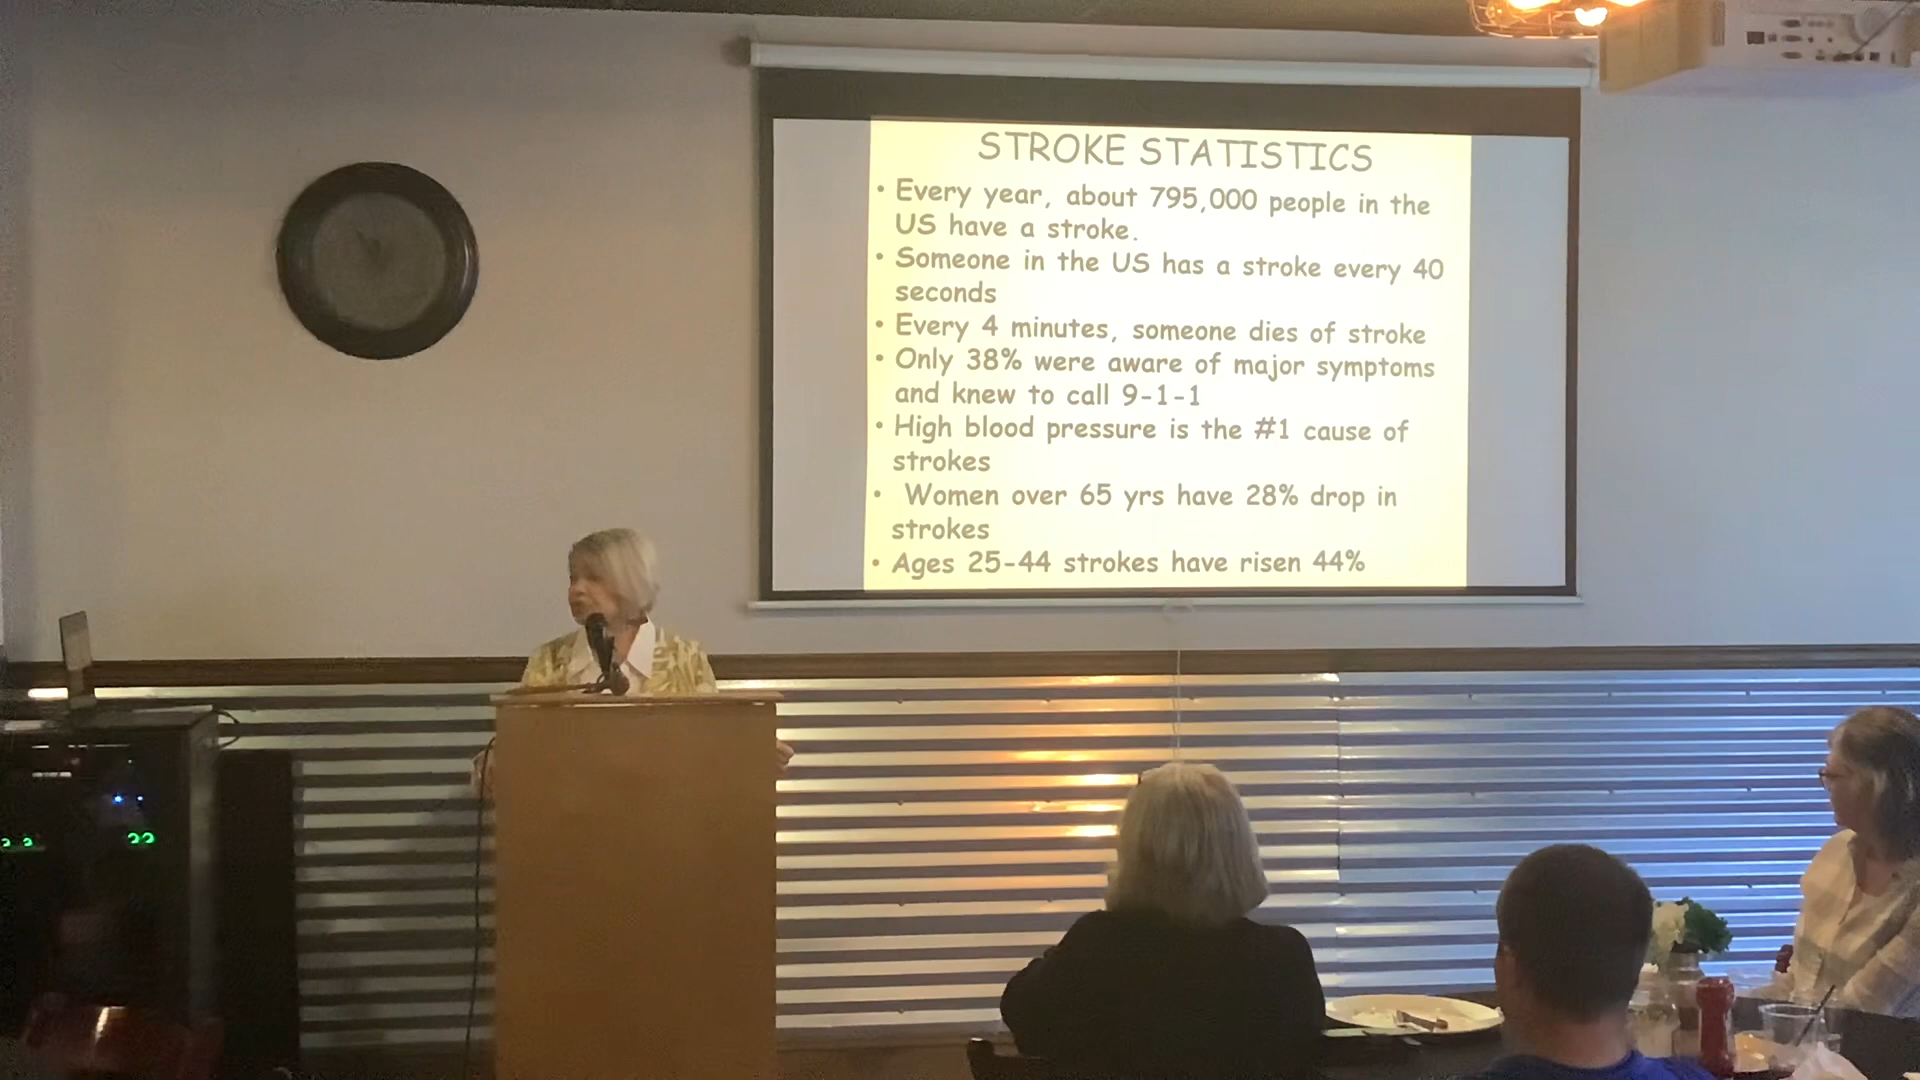 STROKE STATISTICS
• Every year, about 795,000 people in the
US have a stroke.
• Someone in the US has a stroke every 40
seconds
• Every 4 minutes, someone dies of stroke
• Only 38% were aware of major symptoms
and knew to call 9-1-1
• High blood pressure is the #1 cause of
strokes
• Women over 65 yrs have 28% drop in
strokes
• Ages 25-44 strokes have risen 44%